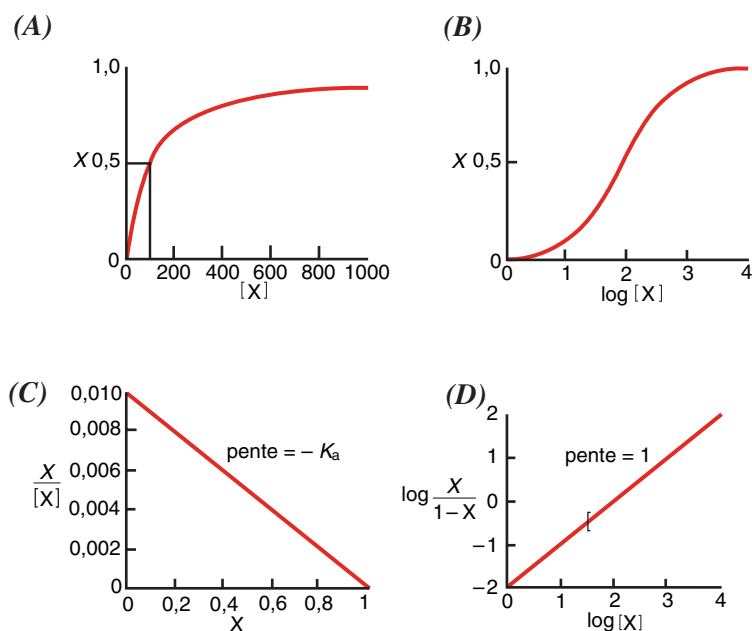 (A)
1,0
X 0,5
0
0 200 400 600 800 1000
[X]
(B)
1,0
X 0,5
0
0 1 2 3 4
log [X]
(C)
0,010
0,008
0,006
0,004
0,002
0
X
[X]
pente = – Ka
0 0,2 0,4 0,6 0,8 1
X
(D)
2
1
0
–1
–2
log X
1 – X
pente = 1
[
0 1 2 3 4
log [X]